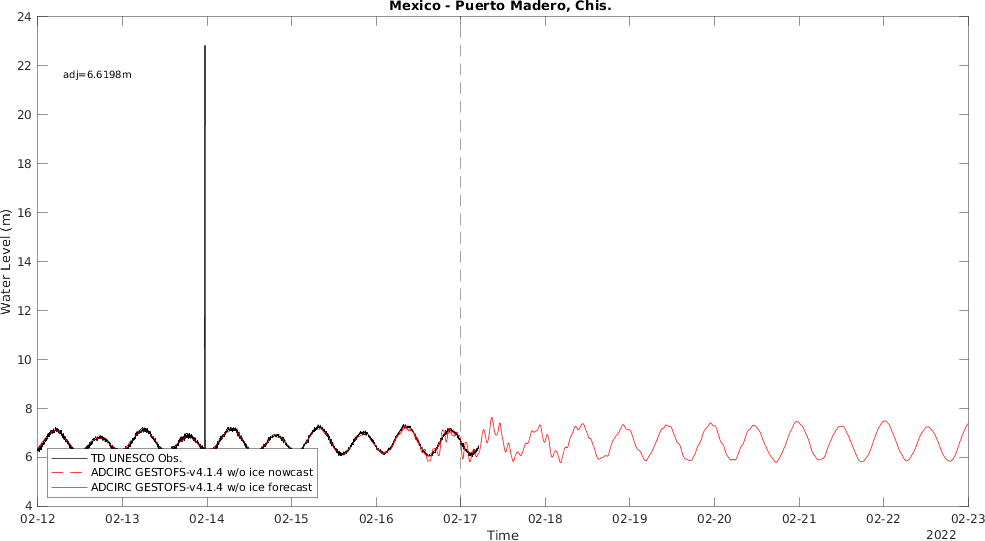 Mexico - Puerto Madero, Chis.
24
22
20
18
16
14
12
10
8
6
4
Water Level (m)
adj=6.6198m
TD UNESCO Obs.
ADCIRC GESTOFS-v4.1.4 w/o ice nowcast
ADCIRC GESTOFS-v4.1.4 w/o ice forecast
02-12 02-13 02-14 02-15 02-16 02-17 02-18 02-19 02-20 02-21 02-22 02-23
Time
2022